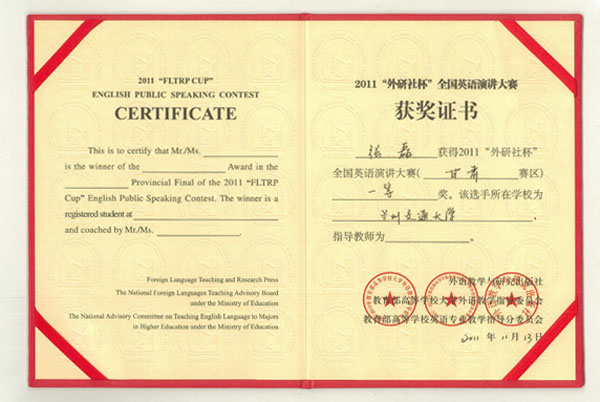 2011 “FLTRP CUP”
ENGLISH PUBLIC SPEAKING CONTEST
CERTIFICATE
This is to certify that Mr./Ms.
is the winner of the Award in the
Provincial Final of the 2011 “FLTRP
Cup” English Public Speaking Contest. The winner is a
registered student at
and coached by Mr./Ms. .
Foreign Language Teaching and Research Press
The National Foreign Languages Teaching Advisory Board
under the Ministry of Education
The National Advisory Committee on Teaching English Language to Majors
in Higher Education under the Ministry of Education
2011 “外研社杯” 全国英语演讲大赛
获奖证书
张磊 获得2011 “外研社杯”
全国英语演讲大赛( 甘肃 赛区)
一等 奖。该选手所在学校为
兰州交通大学 ,
指导教师为 。
外语教学与研究出版社
教育部高等学校大学外语教学指导委员会
教育部高等学校英语专业教学指导分委员会
2011 年 11 月 13 日